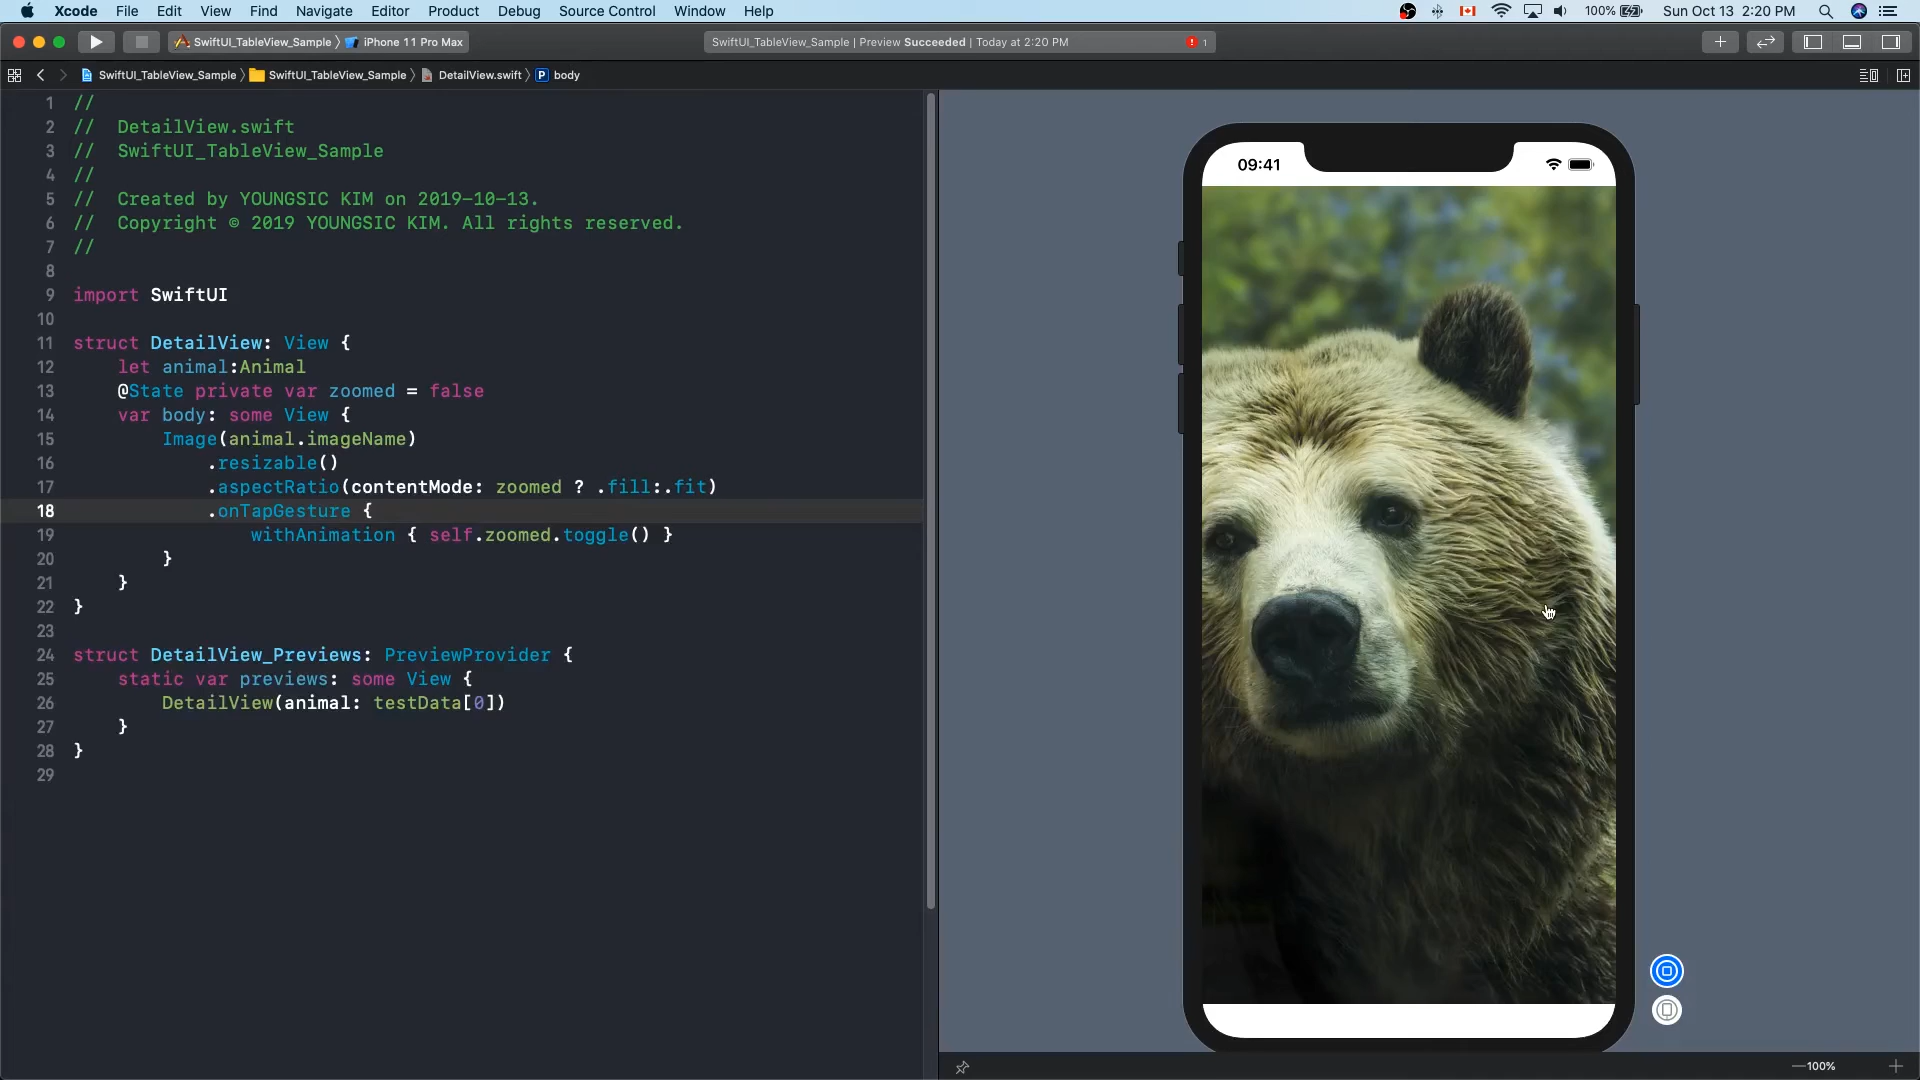 Xcode File Edit View Find Navigate Editor Product Debug Source Control Window Help 100% Sun Oct 13 2:20 PM
SwiftUI_TableView_Sample iPhone 11 Pro Max SwiftUI_TableView_Sample | Preview Succeeded | Today at 2:20 PM 1
SwiftUI_TableView_Sample SwiftUI_TableView_Sample DetailView.swift P body
1 //
2 // DetailView.swift
3 // SwiftUI_TableView_Sample
4 //
5 // Created by YOUNGSIC KIM on 2019-10-13.
6 // Copyright © 2019 YOUNGSIC KIM. All rights reserved.
7 //
8
9 import SwiftUI
10
11 struct DetailView: View {
12 let animal:Animal
13 @State private var zoomed = false
14 var body: some View {
15 Image(animal.imageName)
16 .resizable()
17 .aspectRatio(contentMode: zoomed ? .fill:.fit)
18 .onTapGesture {
19 withAnimation { self.zoomed.toggle() }
20 }
21 }
22 }
23
24 struct DetailView_Previews: PreviewProvider {
25 static var previews: some View {
26 DetailView(animal: testData[0])
27 }
28 }
29
09:41
100%